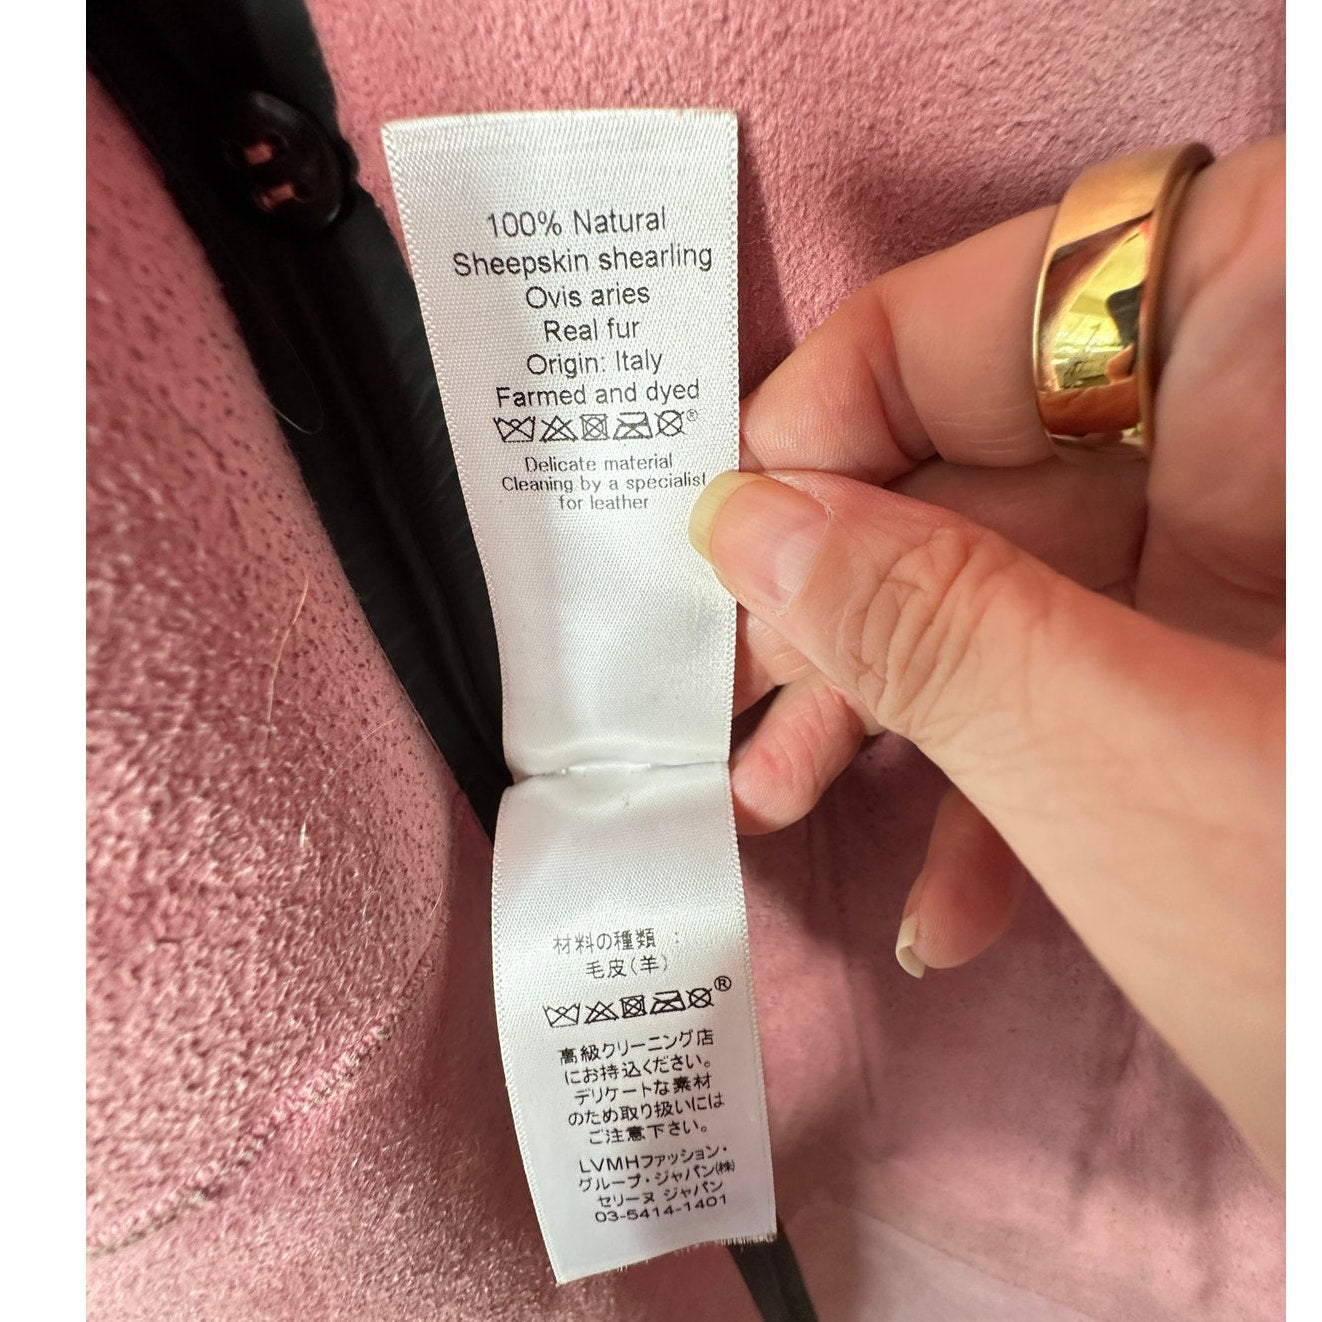 100% Natural
Sheepskin shearling
Ovis aries
Real fur
Origin: Italy
Farmed and dyed
®
Delicate material
Cleaning by a specialist
for leather
材料の種類 :
毛皮(羊)
®
高級クリーニング店
にお持込ください。
デリケートな素材
のため取り扱いには
ご注意下さい。
LVMHファッション・
グループ・ジャパン㈱
セリーヌ ジャパン
03-5414-1401